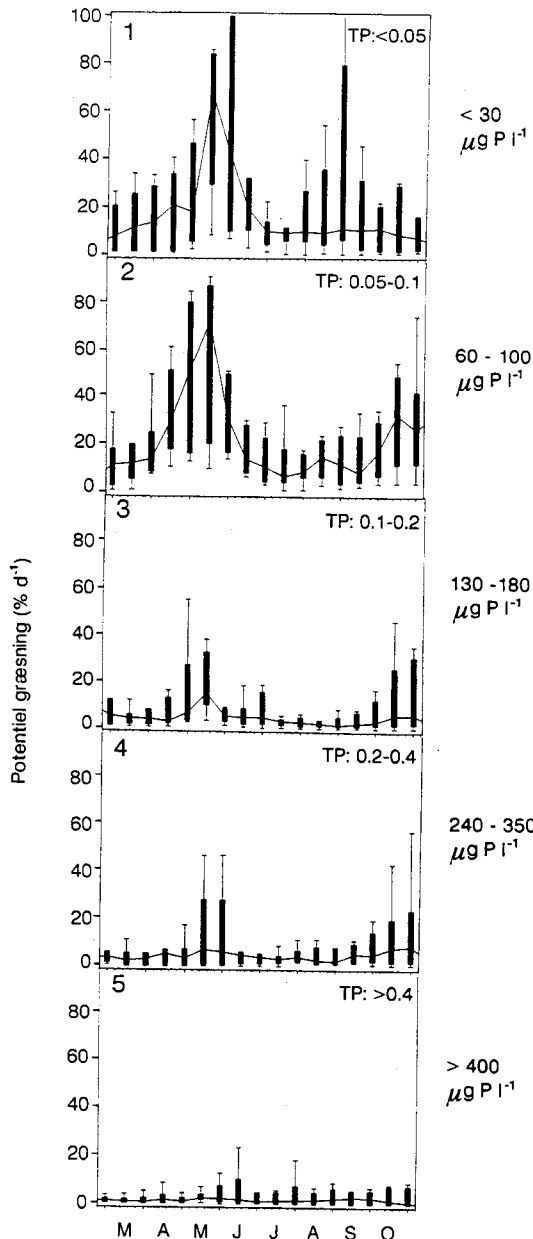 Potentiel græsning (% d⁻¹)
1
TP:<0.05
100
80
60
40
20
0
< 30
µg P l⁻¹
2
TP: 0.05-0.1
80
60
40
20
0
60 - 100
µg P l⁻¹
3
TP: 0.1-0.2
80
60
40
20
0
130 -180
µg P l⁻¹
4
TP: 0.2-0.4
80
60
40
20
0
240 - 350
µg P l⁻¹
5
TP: >0.4
80
60
40
20
0
> 400
µg P l⁻¹
M A M J J A S O